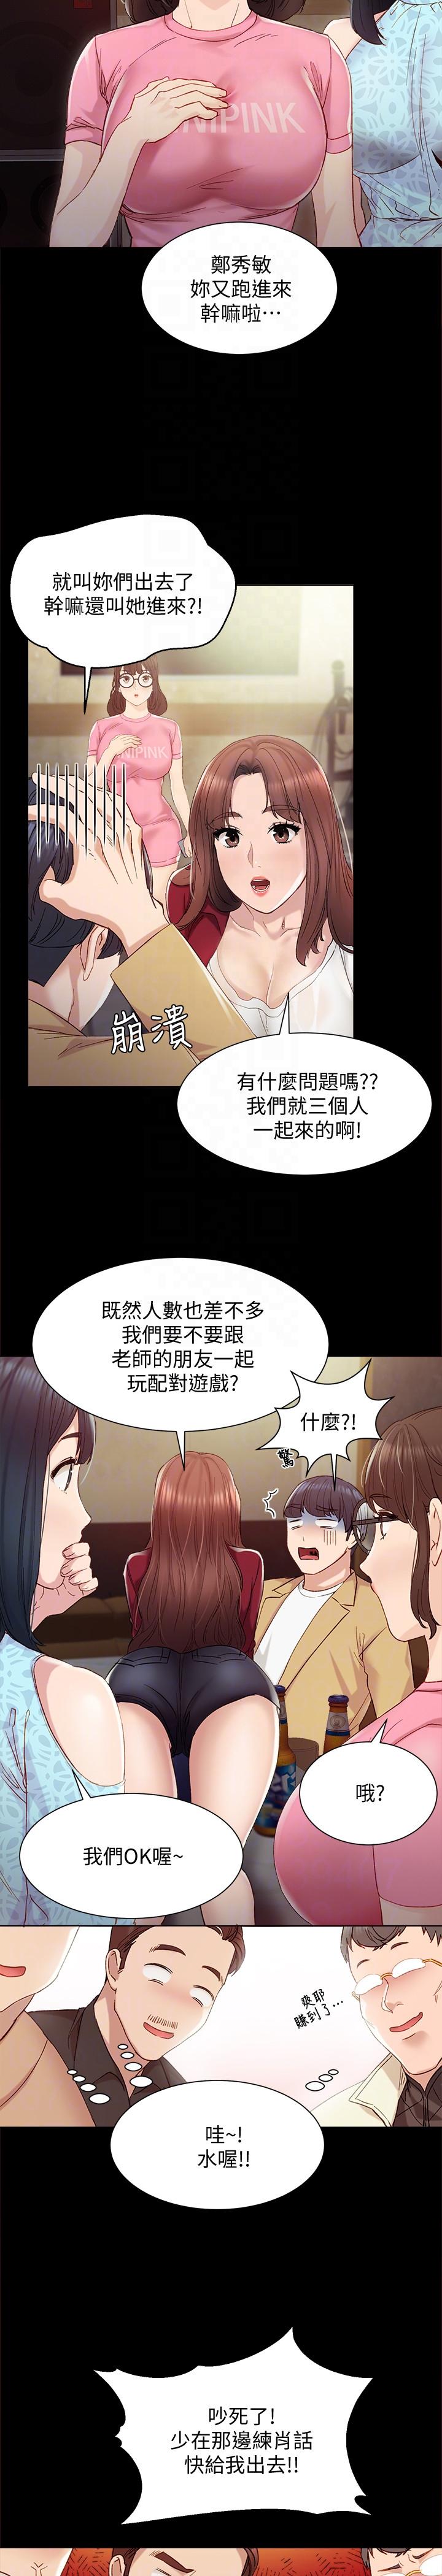 NIPINK
鄭秀敏
妳又跑進來
幹嘛啦…
就叫妳們出去了
幹嘛還叫她進來?!
NIPINK
崩潰
有什麼問題嗎??
我們就三個人
一起來的啊!
既然人數也差不多
我們要不要跟
老師的朋友一起
玩配對遊戲?
什麼?!
驚
哦?
我們OK喔~
爽耶
賺到了…
哇~!
水喔!!
吵死了!
少在那邊練肖話
快給我出去!!